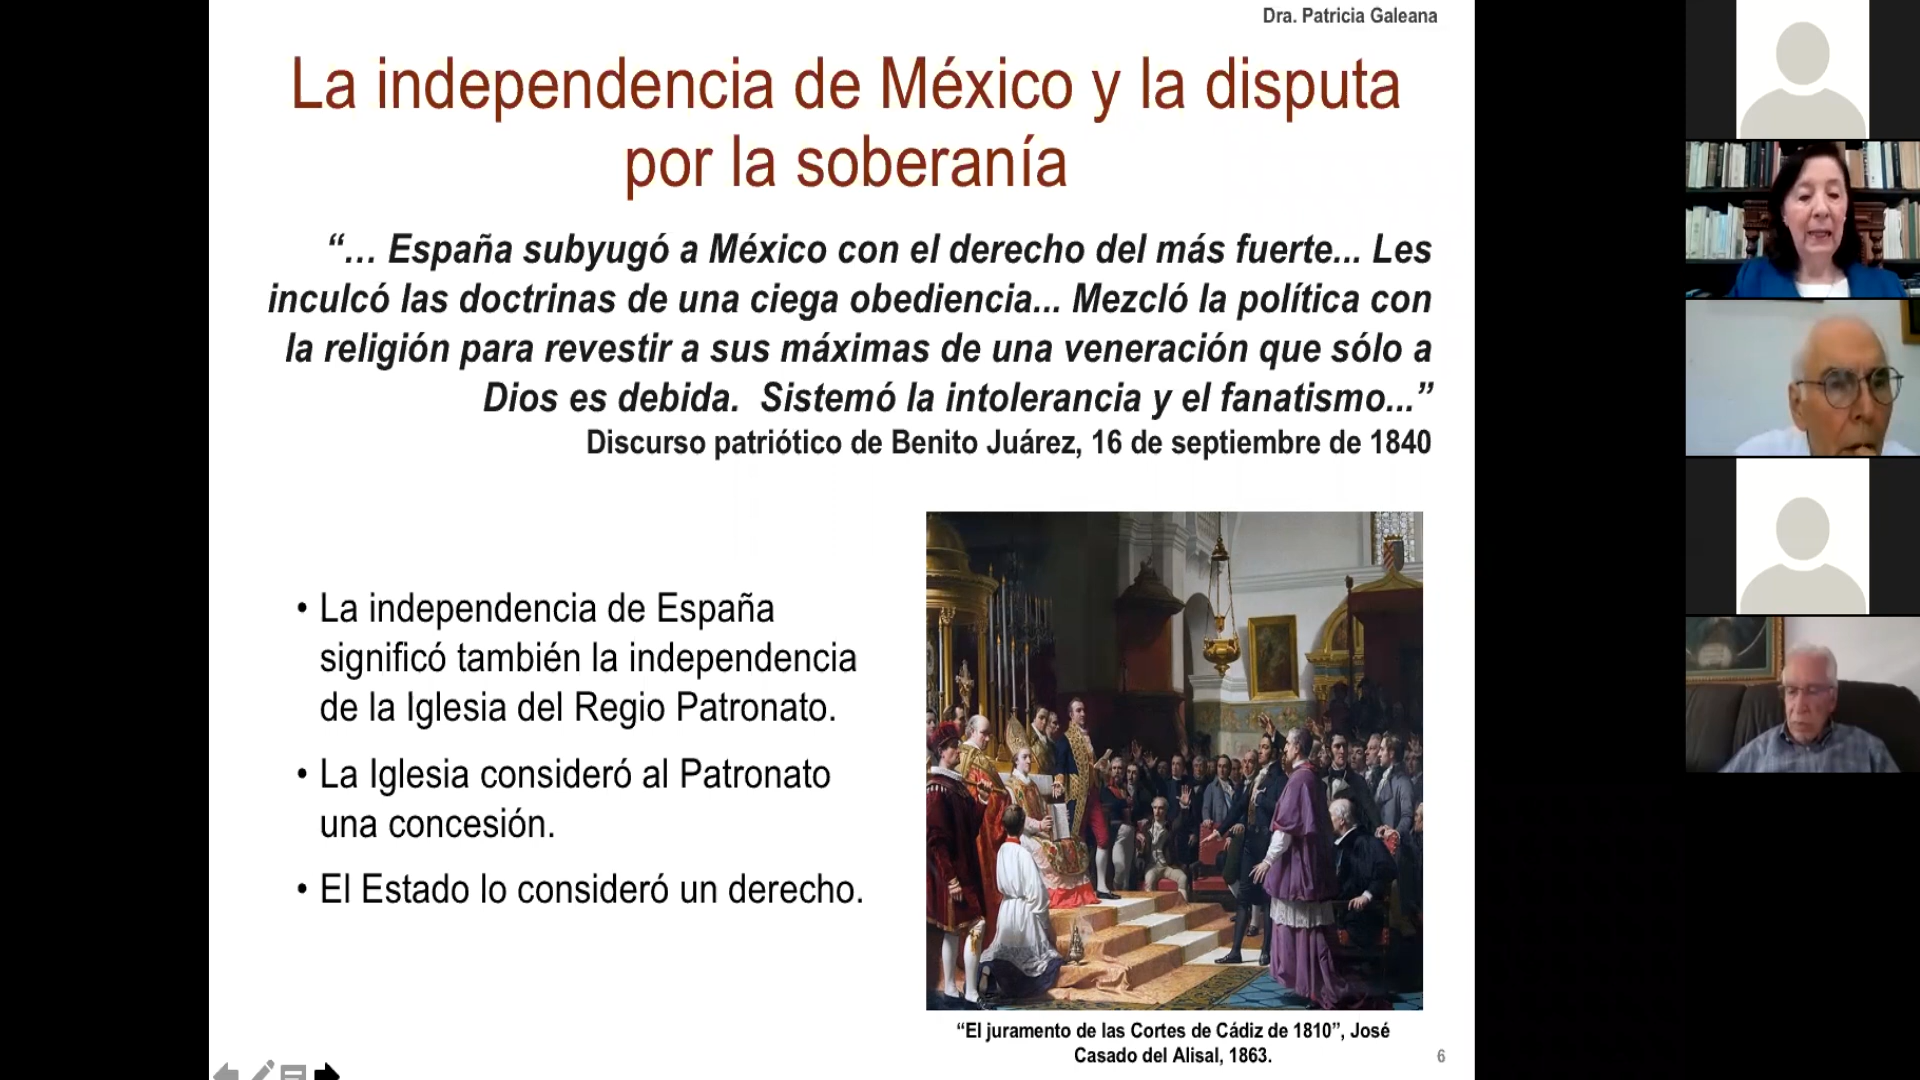 Dra. Patricia Galeana
La independencia de México y la disputa
por la soberanía
“… España subyugó a México con el derecho del más fuerte... Les
inculcó las doctrinas de una ciega obediencia... Mezcló la política con
la religión para revestir a sus máximas de una veneración que sólo a
Dios es debida.  Sistemó la intolerancia y el fanatismo...”
Discurso patriótico de Benito Juárez, 16 de septiembre de 1840
• La independencia de España
significó también la independencia
de la Iglesia del Regio Patronato.
• La Iglesia consideró al Patronato
una concesión.
• El Estado lo consideró un derecho.
“El juramento de las Cortes de Cádiz de 1810”, José
Casado del Alisal, 1863.
6